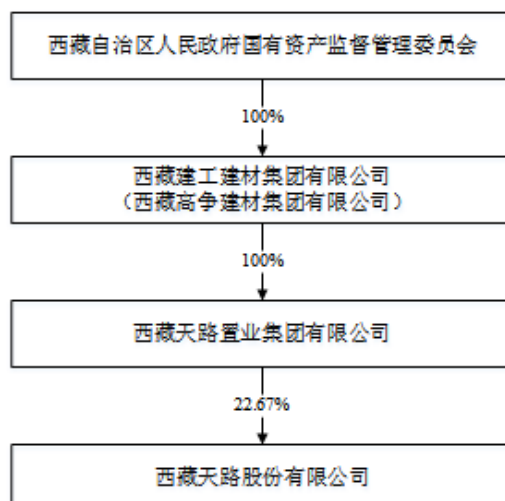 西藏自治区人民政府国有资产监督管理委员会
100%
西藏建工建材集团有限公司
（西藏高争建材集团有限公司）
100%
西藏天路置业集团有限公司
22.67%
西藏天路股份有限公司